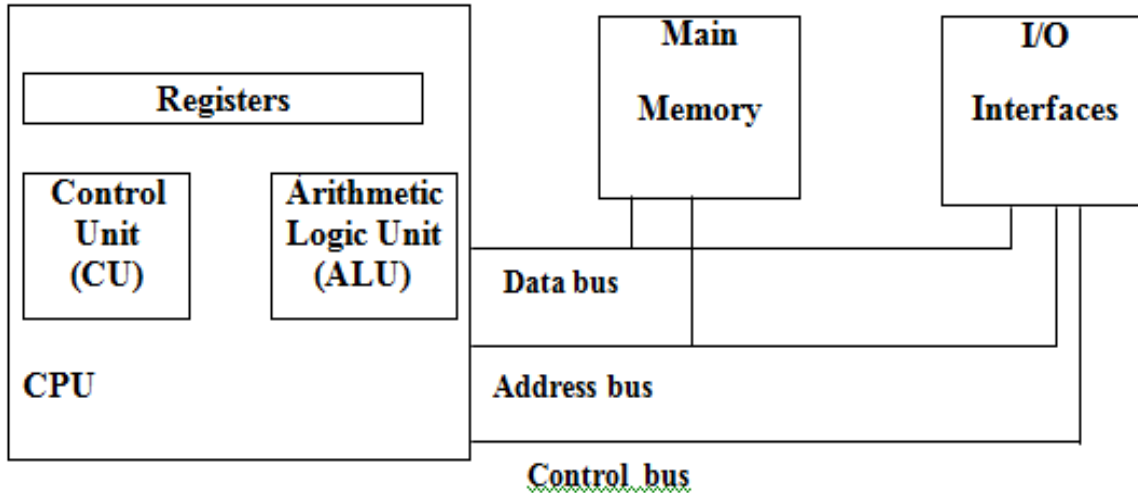 Registers
Control
Unit
(CU)
Arithmetic
Logic Unit
(ALU)
CPU
Main
Memory
I/O
Interfaces
Data bus
Address bus
Control bus